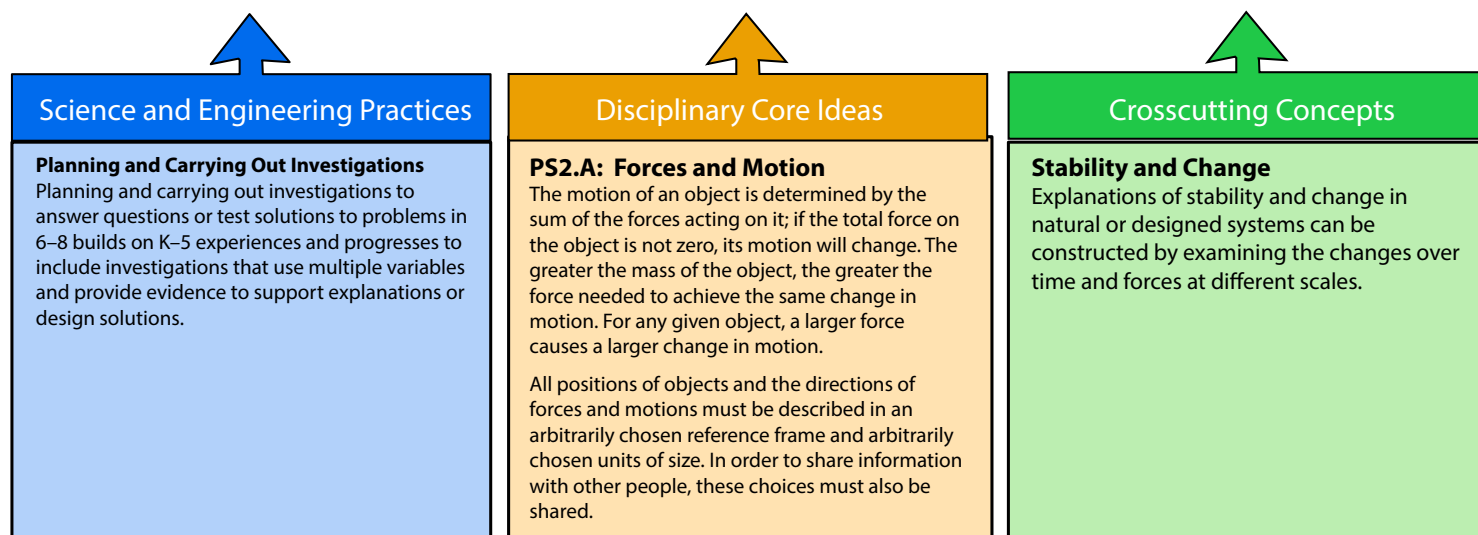 Science and Engineering Practices
Planning and Carrying Out Investigations
Planning and carrying out investigations to
answer questions or test solutions to problems in
6–8 builds on K–5 experiences and progresses to
include investigations that use multiple variables
and provide evidence to support explanations or
design solutions.
Disciplinary Core Ideas
PS2.A: Forces and Motion
The motion of an object is determined by the
sum of the forces acting on it; if the total force on
the object is not zero, its motion will change. The
greater the mass of the object, the greater the
force needed to achieve the same change in
motion. For any given object, a larger force
causes a larger change in motion.
All positions of objects and the directions of
forces and motions must be described in an
arbitrarily chosen reference frame and arbitrarily
chosen units of size. In order to share information
with other people, these choices must also be
shared.
Crosscutting Concepts
Stability and Change
Explanations of stability and change in
natural or designed systems can be
constructed by examining the changes over
time and forces at different scales.